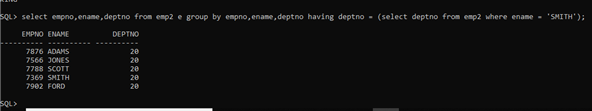 SQL> select empno,ename,deptno from emp2 e group by empno,ename,deptno having deptno = (select deptno from emp2 where ename = 'SMITH');
EMPNO ENAME DEPTNO
---------- ---------- ----------
7876 ADAMS 20
7566 JONES 20
7788 SCOTT 20
7369 SMITH 20
7902 FORD 20
SQL>